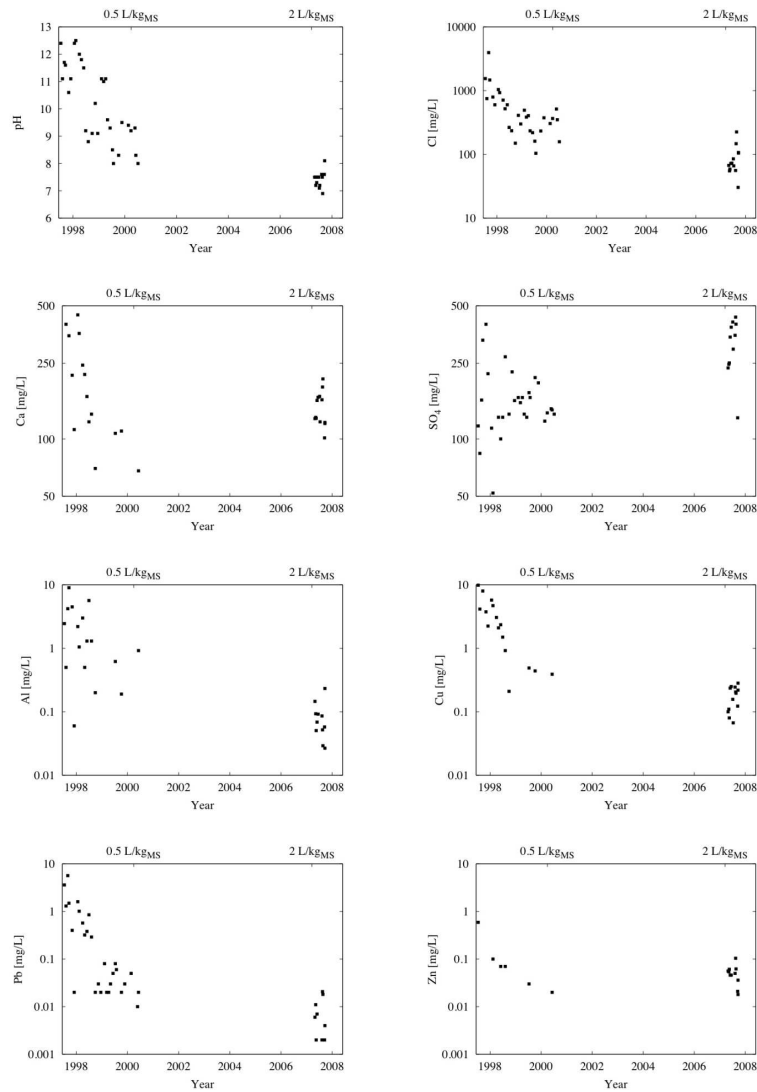 0.5 L/kgMS 2 L/kgMS
13
12
11
10
9
8
7
6
pH
1998 2000 2002 2004 2006 2008
Year
0.5 L/kgMS 2 L/kgMS
1000
1000
100
10
Cl [mg/L]
1998 2000 2002 2004 2006 2008
Year
0.5 L/kgMS 2 L/kgMS
500
250
100
50
Ca [mg/L]
1998 2000 2002 2004 2006 2008
Year
0.5 L/kgMS 2 L/kgMS
500
250
100
50
SO4 [mg/L]
1998 2000 2002 2004 2006 2008
Year
0.5 L/kgMS 2 L/kgMS
10
1
0.1
0.01
Al [mg/L]
1998 2000 2002 2004 2006 2008
Year
0.5 L/kgMS 2 L/kgMS
10
1
0.1
0.01
Cu [mg/L]
1998 2000 2002 2004 2006 2008
Year
0.5 L/kgMS 2 L/kgMS
10
1
0.1
0.01
0.001
Pb [mg/L]
1998 2000 2002 2004 2006 2008
Year
0.5 L/kgMS 2 L/kgMS
10
1
0.1
0.01
0.001
Zn [mg/L]
1998 2000 2002 2004 2006 2008
Year